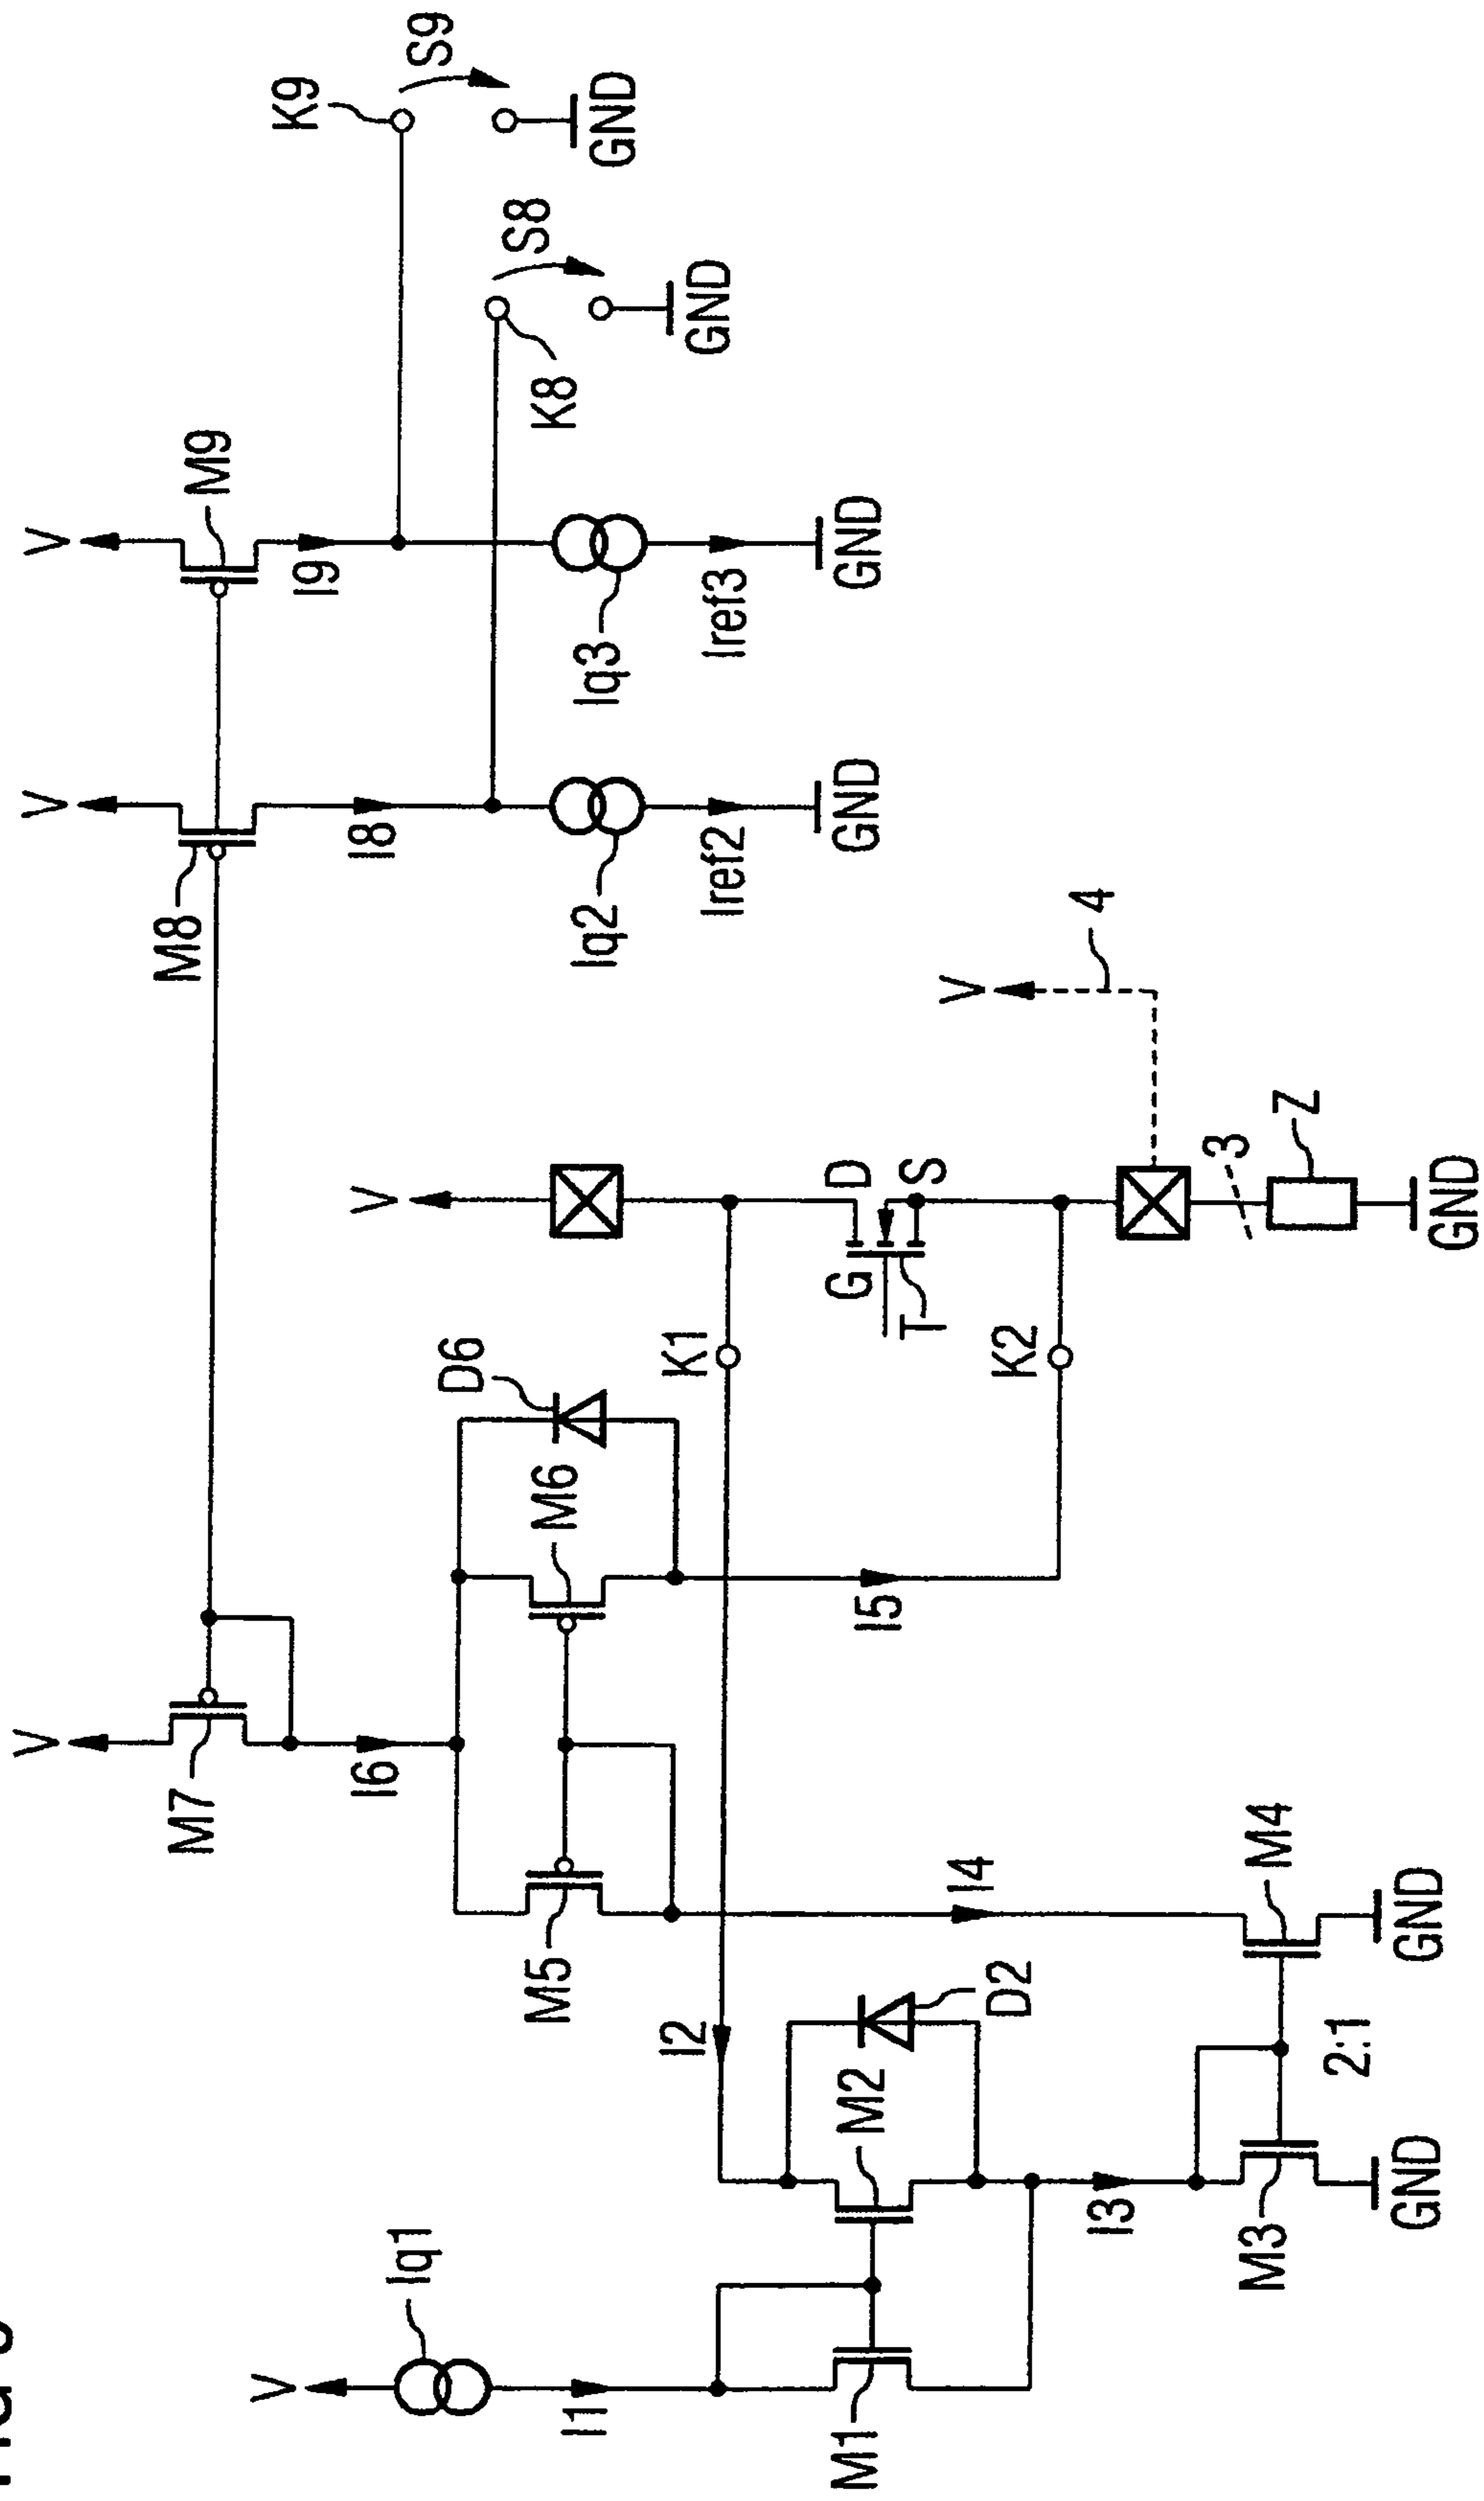 V
V
V
M7
M8
M9
V
K9
I9
I6
V
I8
Iq1
S9
D6
M5
M6
S8
K8
I1
Iq2
Iq3
GND
I2
K1
Iref2
Iref3
GND
M1
M2
G
D
GND
GND
I5
T
S
V
I4
D2
K2
4
I3
3
M3
M4
Z
2:1
GND
GND
GND